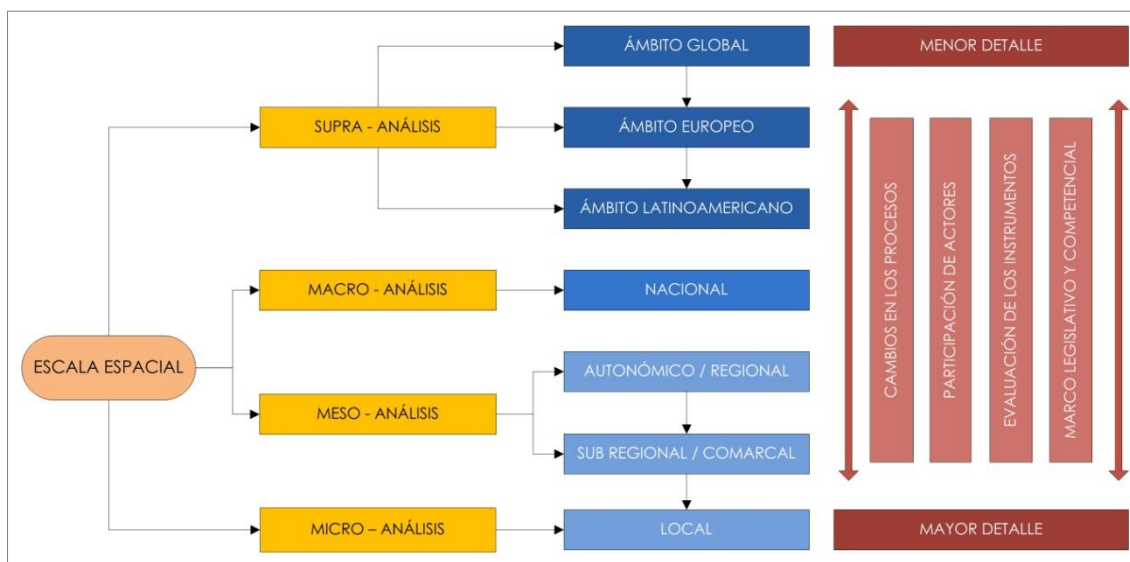 ÁMBITO GLOBAL
MENOR DETALLE
SUPRA - ANÁLISIS
ÁMBITO EUROPEO
ÁMBITO LATINOAMERICANO
MACRO - ANÁLISIS
NACIONAL
ESCALA ESPACIAL
AUTONÓMICO / REGIONAL
MESO - ANÁLISIS
SUB REGIONAL / COMARCAL
MICRO – ANÁLISIS
LOCAL
CAMBIOS EN LOS PROCESOS
PARTICIPACIÓN DE ACTORES
EVALUACIÓN DE LOS INSTRUMENTOS
MARCO LEGISLATIVO Y COMPETENCIAL
MAYOR DETALLE